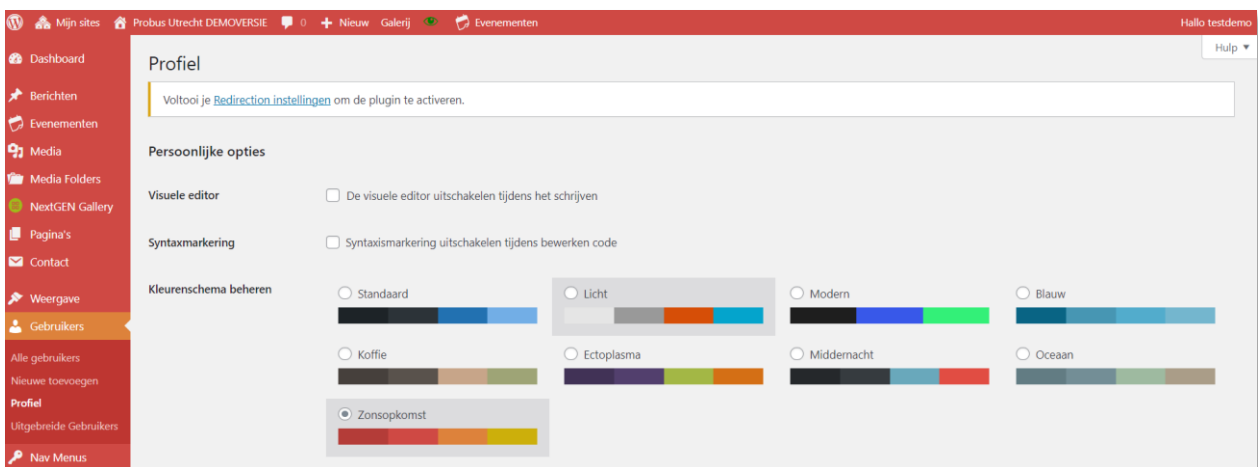 Mijn sites Probus Utrecht DEMOVERSIE 0 Nieuw Galerij Evenementen Hallo testdemo
Hulp ▼
Dashboard
Berichten
Evenementen
Media
Media Folders
NextGEN Gallery
Pagina's
Contact
Weergave
Gebruikers
Alle gebruikers
Nieuwe toevoegen
Profiel
Uitgebreide Gebruikers
Nav Menus
Profiel
Voltooi je Redirection instellingen om de plugin te activeren.
Persoonlijke opties
Visuele editor De visuele editor uitschakelen tijdens het schrijven
Syntaxmarkering Syntaxismarkering uitschakelen tijdens bewerken code
Kleurenschema beheren Standaard Licht Modern Blauw
Koffie Ectoplasma Middernacht Oceaan
Zonsopkomst